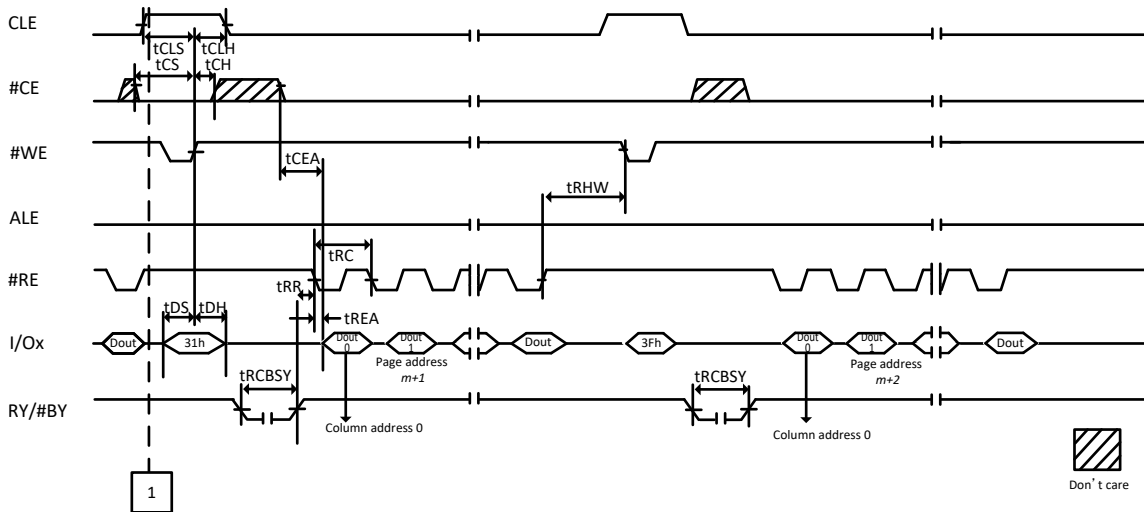 CLE
tCLS tCLH
tCS tCH
#CE
#WE
tCEA
tRHW
ALE
tRC
#RE
tRR
tDS tDH
tREA
I/Ox
Dout 31h Dout 0 Dout 1 Dout 3Fh Dout 0 Dout 1 Dout
Page address Page address
m+1 m+2
tRCBSY tRCBSY
RY/#BY
Column address 0 Column address 0
Don't care
1